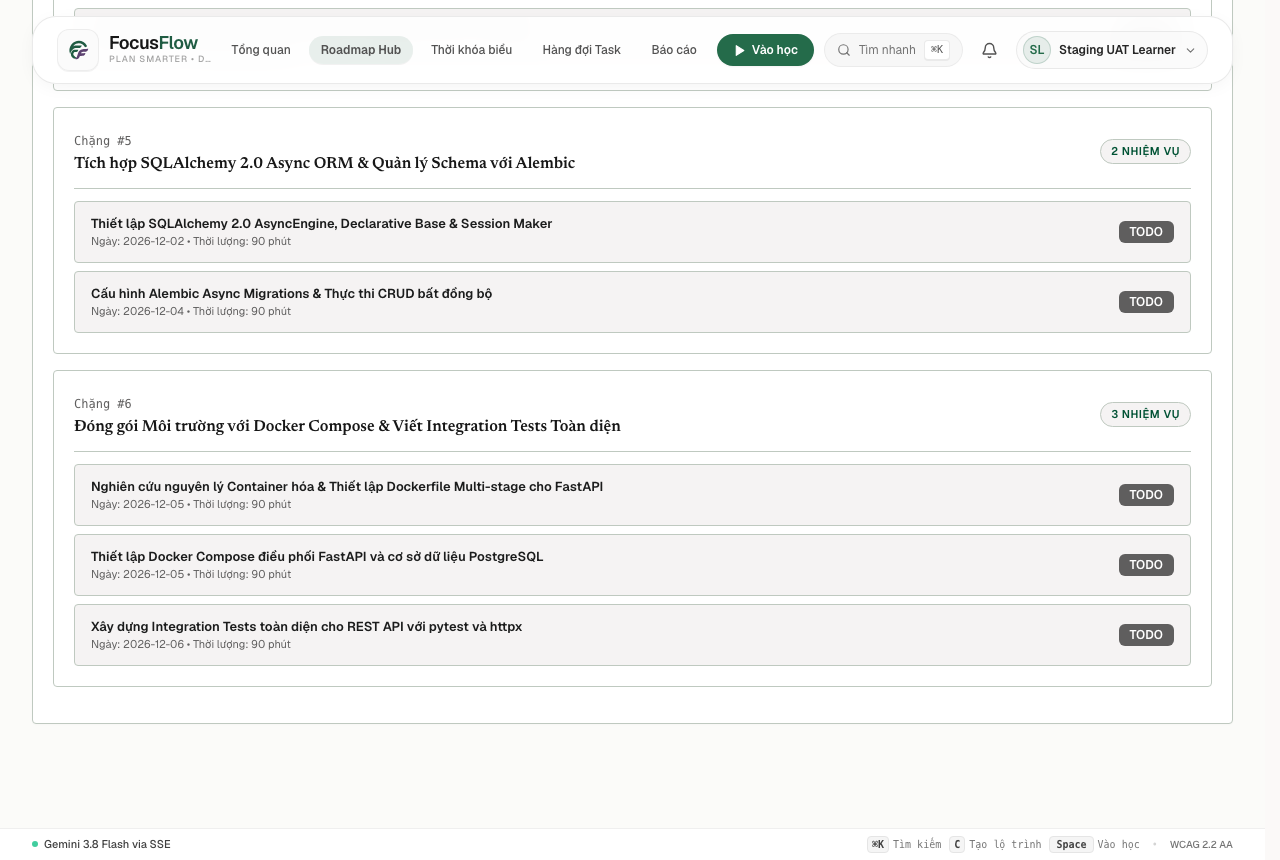 FocusFlow
PLAN SMARTER • D...
Tổng quan
Roadmap Hub
Thời khóa biểu
Hàng đợi Task
Báo cáo
Vào học
Tìm nhanh
⌘K
SL
Staging UAT Learner
Chặng #5
Tích hợp SQLAlchemy 2.0 Async ORM & Quản lý Schema với Alembic
2 NHIỆM VỤ
Thiết lập SQLAlchemy 2.0 AsyncEngine, Declarative Base & Session Maker
Ngày: 2026-12-02 • Thời lượng: 90 phút
TODO
Cấu hình Alembic Async Migrations & Thực thi CRUD bất đồng bộ
Ngày: 2026-12-04 • Thời lượng: 90 phút
TODO
Chặng #6
Đóng gói Môi trường với Docker Compose & Viết Integration Tests Toàn diện
3 NHIỆM VỤ
Nghiên cứu nguyên lý Container hóa & Thiết lập Dockerfile Multi-stage cho FastAPI
Ngày: 2026-12-05 • Thời lượng: 90 phút
TODO
Thiết lập Docker Compose điều phối FastAPI và cơ sở dữ liệu PostgreSQL
Ngày: 2026-12-05 • Thời lượng: 90 phút
TODO
Xây dựng Integration Tests toàn diện cho REST API với pytest và httpx
Ngày: 2026-12-06 • Thời lượng: 90 phút
TODO
Gemini 3.8 Flash via SSE
⌘K Tìm kiếm C Tạo lộ trình Space Vào học • WCAG 2.2 AA